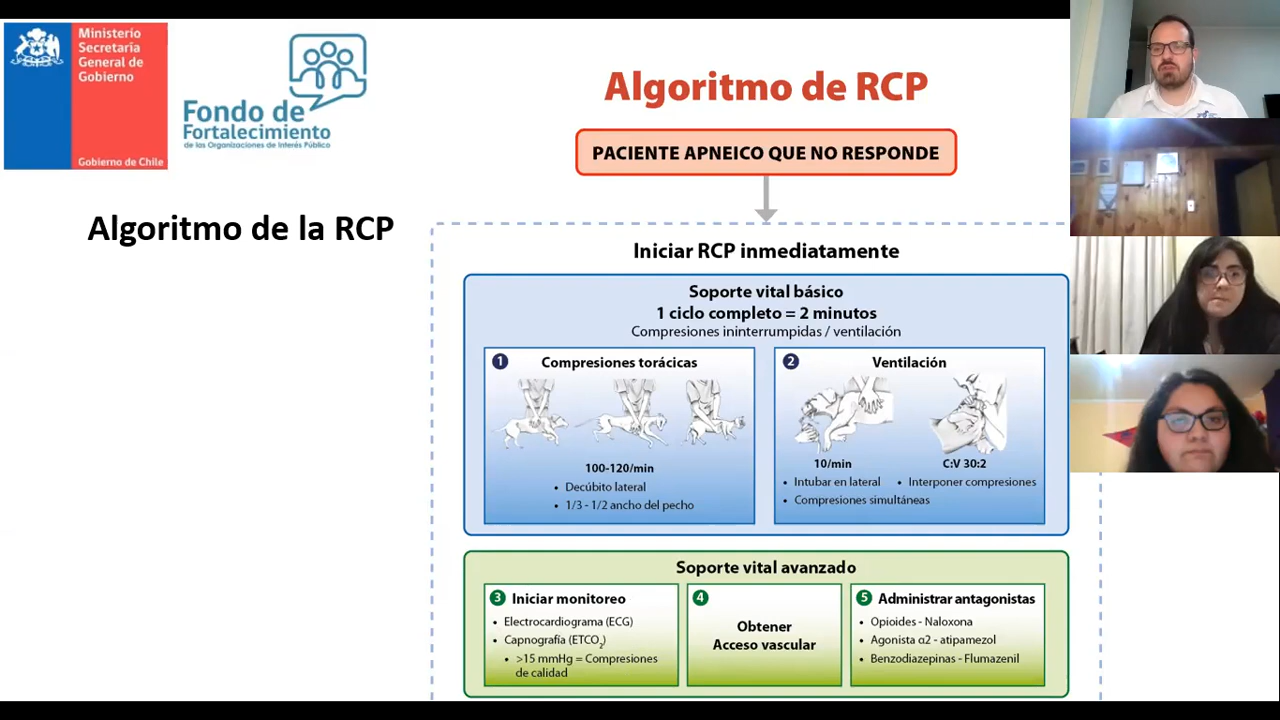 Ministerio
Secretaría
General de
Gobierno
Gobierno de Chile
Fondo de
Fortalecimiento
de las Organizaciones de Interés Público
Algoritmo de la RCP
Algoritmo de RCP
PACIENTE APNEICO QUE NO RESPONDE
Iniciar RCP inmediatamente
Soporte vital básico
1 ciclo completo = 2 minutos
Compresiones ininterrumpidas / ventilación
1 Compresiones torácicas
100-120/min
• Decúbito lateral
• 1/3 - 1/2 ancho del pecho
2 Ventilación
10/min
• Intubar en lateral
• Compresiones simultáneas
C:V 30:2
• Interponer compresiones
Soporte vital avanzado
3 Iniciar monitoreo
• Electrocardiograma (ECG)
• Capnografía (ETCO₂)
• >15 mmHg = Compresiones
de calidad
4
Obtener
Acceso vascular
5 Administrar antagonistas
• Opioides - Naloxona
• Agonista α2 - atipamezol
• Benzodiazepinas - Flumazenil